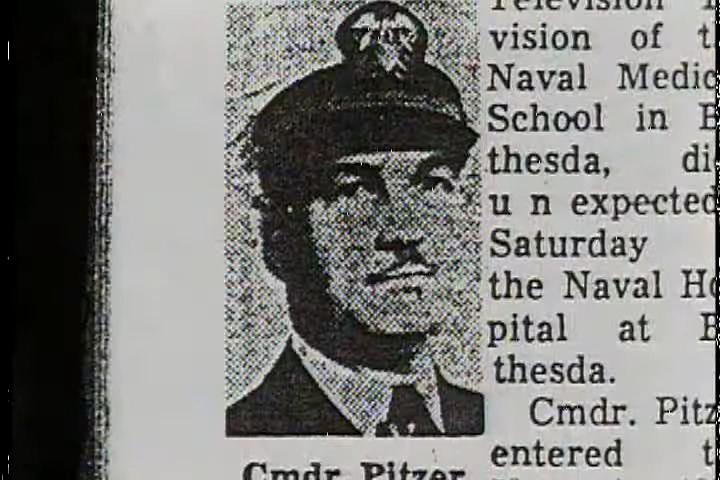 Television
vision of t
Naval Medic
School in B
thesda, di
u n expected
Saturday
the Naval Ho
pital at B
thesda.
Cmdr. Pitz
entered t
Cmdr Pitzer